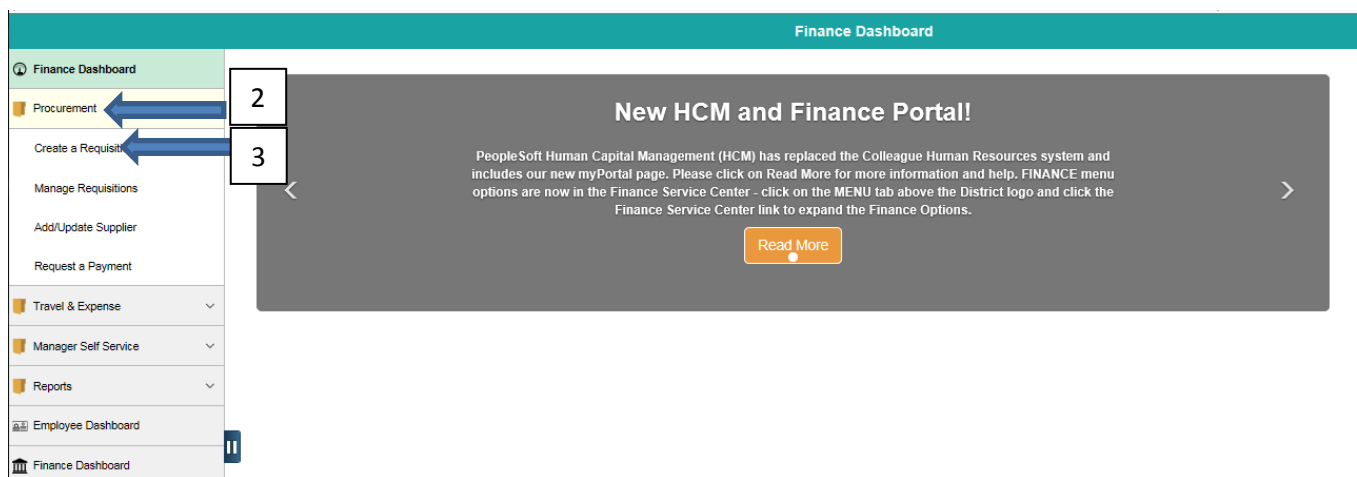 Finance Dashboard
Finance Dashboard
Procurement
2
Create a Requisiti
3
Manage Requisitions
Add/Update Supplier
Request a Payment
Travel & Expense
Manager Self Service
Reports
Employee Dashboard
Finance Dashboard
New HCM and Finance Portal!
PeopleSoft Human Capital Management (HCM) has replaced the Colleague Human Resources system and
includes our new myPortal page. Please click on Read More for more information and help. FINANCE menu
options are now in the Finance Service Center - click on the MENU tab above the District logo and click the
Finance Service Center link to expand the Finance Options.
Read More